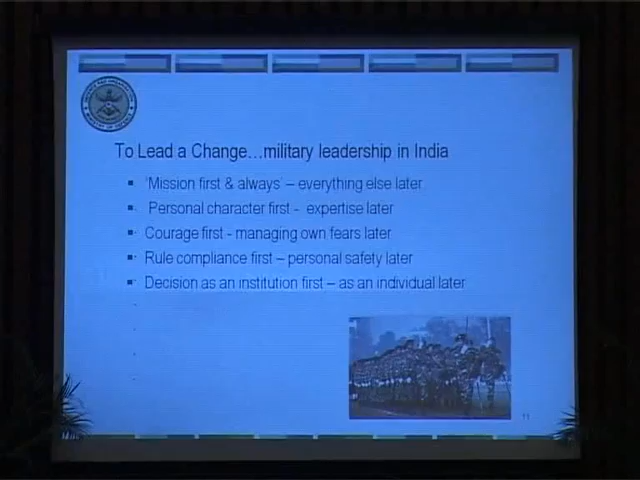 To Lead a Change…military leadership in India
'Mission first & always' – everything else later
Personal character first - expertise later
Courage first - managing own fears later
Rule compliance first – personal safety later
Decision as an institution first – as an individual later
11